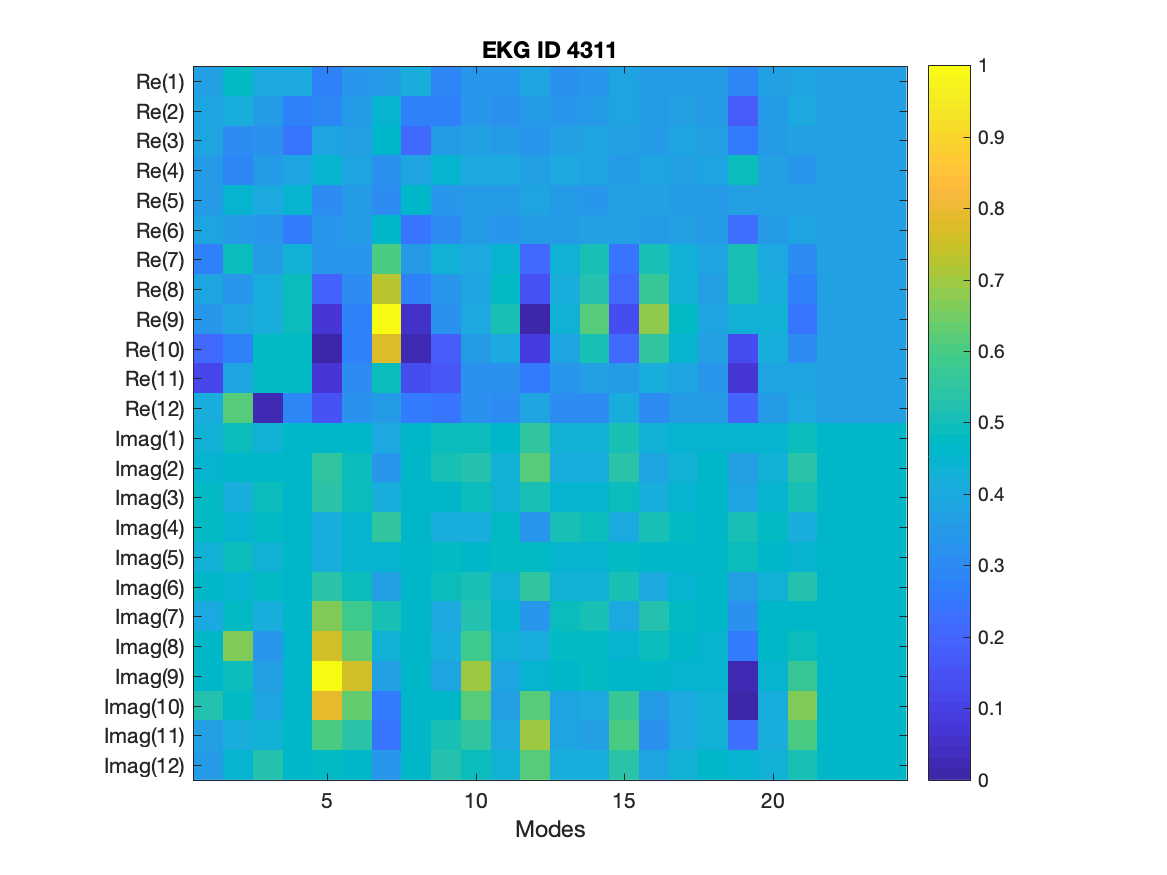 EKG ID 4311
Re(1)
Re(2)
Re(3)
Re(4)
Re(5)
Re(6)
Re(7)
Re(8)
Re(9)
Re(10)
Re(11)
Re(12)
Imag(1)
Imag(2)
Imag(3)
Imag(4)
Imag(5)
Imag(6)
Imag(7)
Imag(8)
Imag(9)
Imag(10)
Imag(11)
Imag(12)
5 10 15 20
Modes
1
0.9
0.8
0.7
0.6
0.5
0.4
0.3
0.2
0.1
0